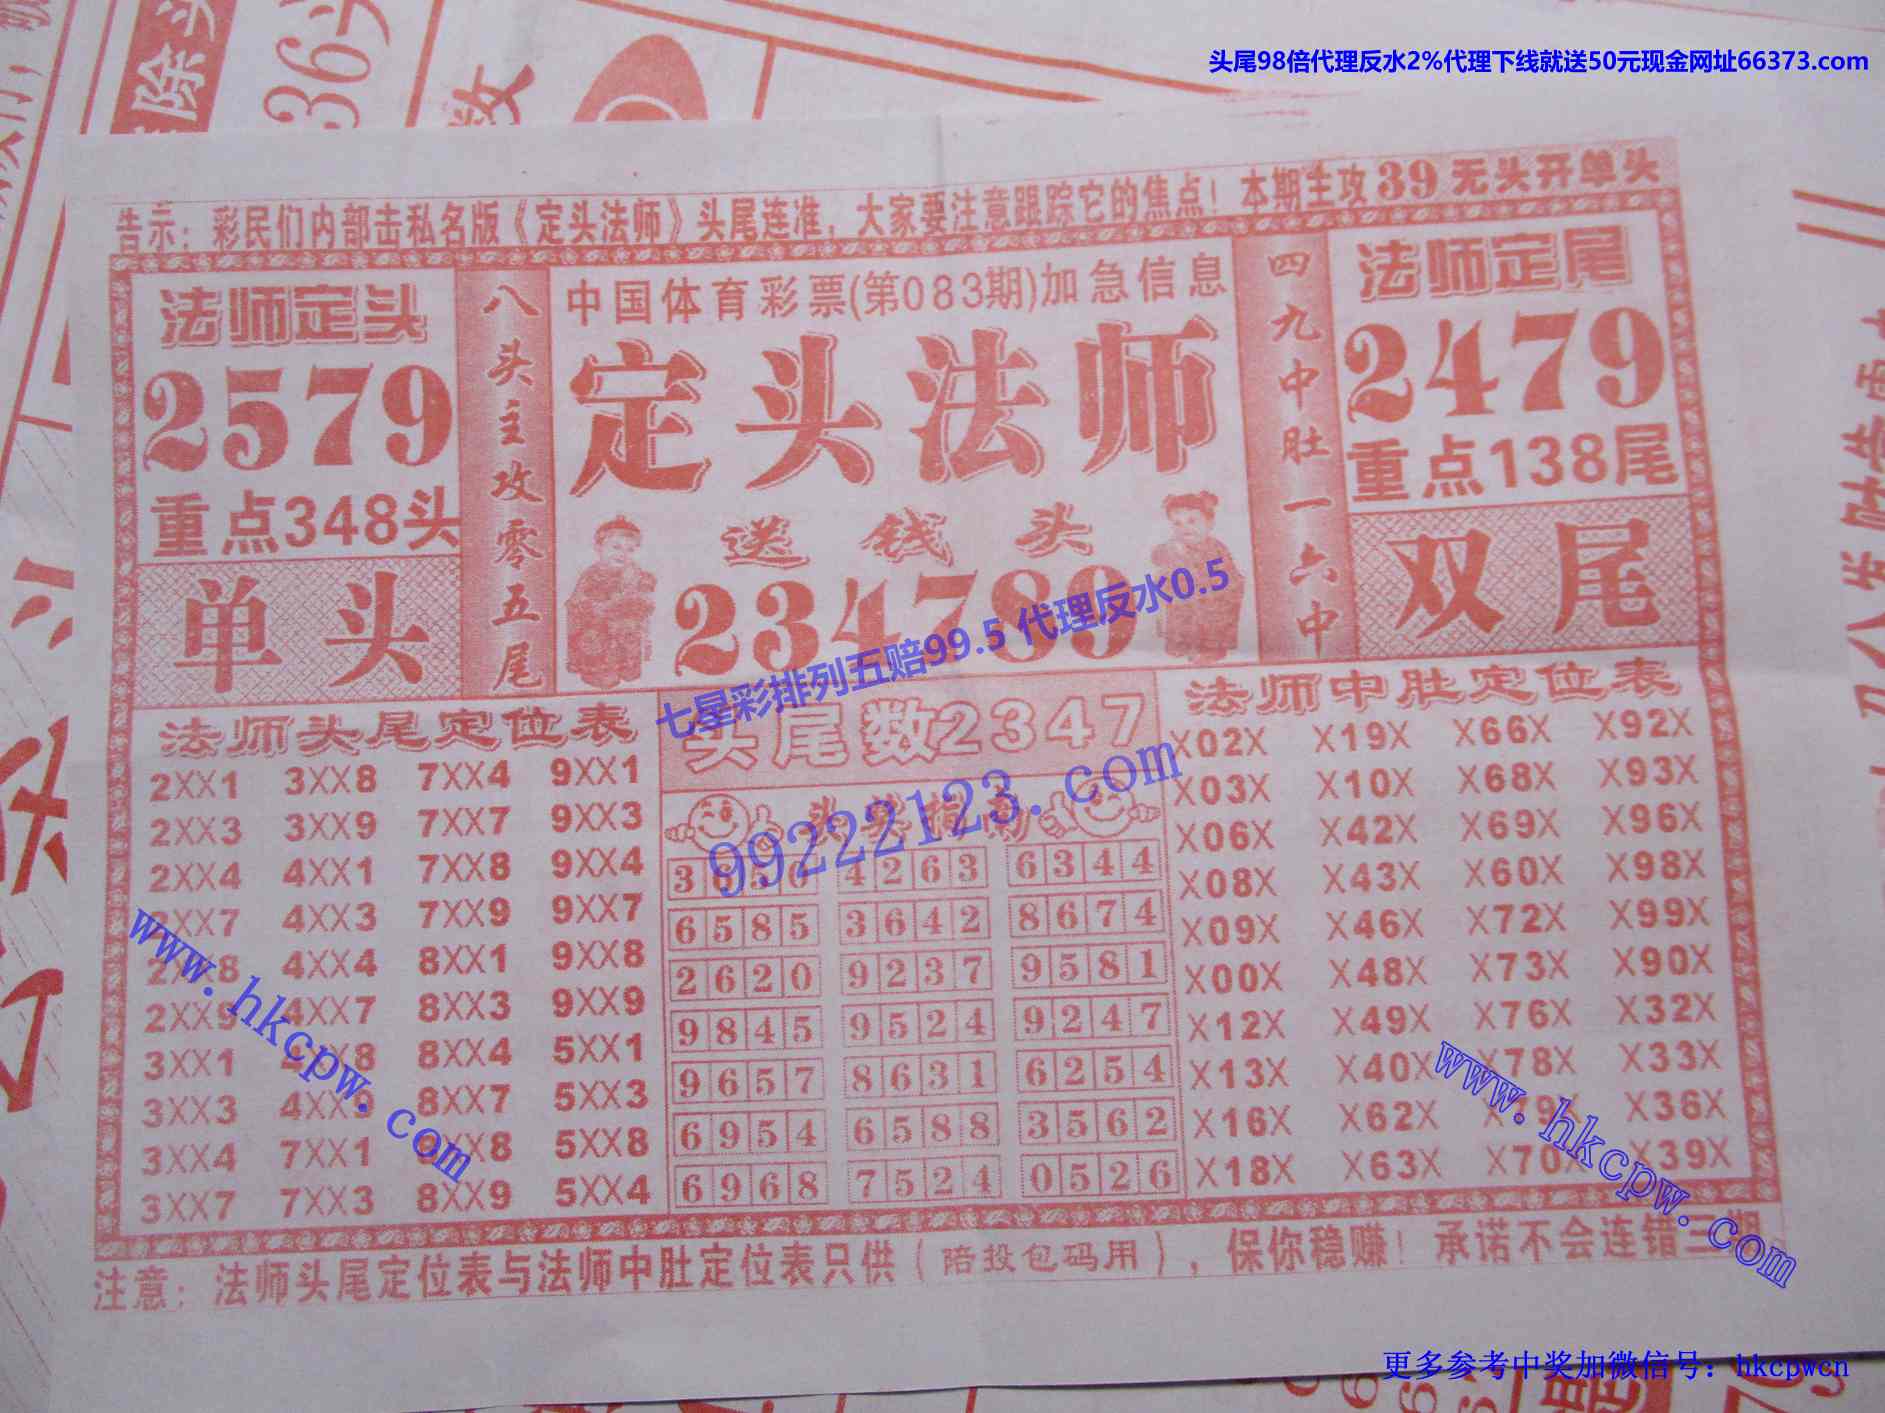 头尾98倍代理反水2%代理下线就送50元现金网址66373.com
告示：彩民们内部击私名版《定头法师》头尾连准，大家要注意跟踪它的焦点！本期主攻39无头开单头
法师定头
2579
重点348头
单头
八头主攻零五尾
中国体育彩票(第083期)加急信息
定头法师
送钱头
234789
四九中肚一六中
法师定尾
2479
重点138尾
双尾
七星彩排列五赔99.5 代理反水0.5
99222123.com
法师头尾定位表
2XX1 3XX8 7XX4 9XX1
2XX3 3XX9 7XX7 9XX3
2XX4 4XX1 7XX8 9XX4
2XX7 4XX3 7XX9 9XX7
2XX8 4XX4 8XX1 9XX8
2XX9 4XX7 8XX3 9XX9
3XX1 4XX8 8XX4 5XX1
3XX3 4XX9 8XX7 5XX3
3XX4 7XX1 8XX8 5XX8
3XX7 7XX3 8XX9 5XX4
头尾数2347
头奖指南
4263 6344
6585 3642 8674
2620 9237 9581
9845 9524 9247
9657 8631 6254
6954 6588 3562
6968 7524 0526
法师中肚定位表
X02X X19X X66X X92X
X03X X10X X68X X93X
X06X X42X X69X X96X
X08X X43X X60X X98X
X09X X46X X72X X99X
X00X X48X X73X X90X
X12X X49X X76X X32X
X13X X40X X78X X33X
X16X X62X X36X
X18X X63X X70X X39X
注意：法师头尾定位表与法师中肚定位表只供（陪投包码用），保你稳赚！承诺不会连错三期
www.hkcpw.com
www.hkcpw.com
更多参考中奖加微信号：hkcpwcn